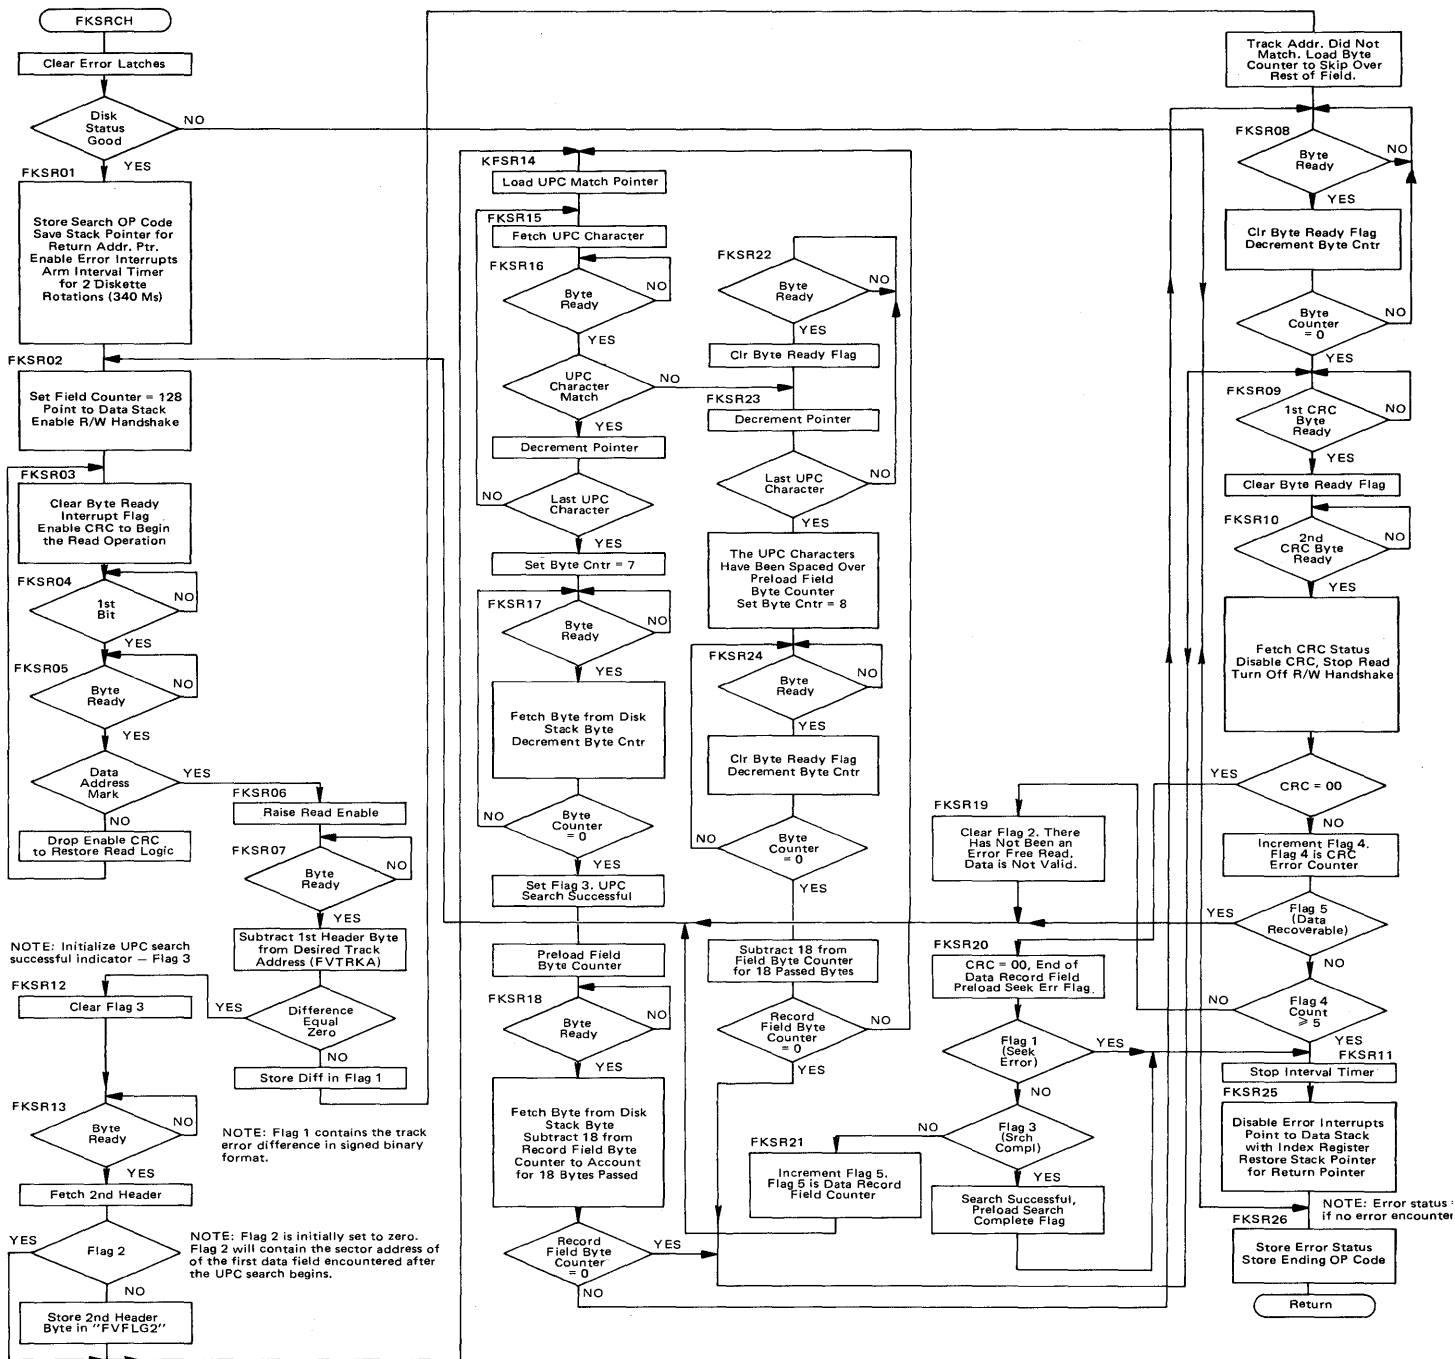 FKSRCH
Clear Error Latches
Disk
Status
Good
NO
YES
FKSR01
Store Search OP Code
Save Stack Pointer for
Return Addr. Ptr.
Enable Error Interrupts
Arm Interval Timer
for 2 Diskette
Rotations (340 Ms)
FKSR02
Set Field Counter = 128
Point to Data Stack
Enable R/W Handshake
FKSR03
Clear Byte Ready
Interrupt Flag
Enable CRC to Begin
the Read Operation
FKSR04
1st
Bit
NO
YES
FKSR05
Byte
Ready
NO
YES
Data
Address
Mark
YES
NO
Drop Enable CRC
to Restore Read Logic
FKSR06
Raise Read Enable
FKSR07
Byte
Ready
NO
YES
Subtract 1st Header Byte
from Desired Track
Address (FVTRKA)
Difference
Equal
Zero
YES
NO
Store Diff in Flag 1
NOTE: Initialize UPC search
successful indicator — Flag 3
FKSR12
Clear Flag 3
FKSR13
Byte
Ready
NO
YES
NOTE: Flag 1 contains the track
error difference in signed binary
format.
Fetch 2nd Header
Flag 2
YES
NO
NOTE: Flag 2 is initially set to zero.
Flag 2 will contain the sector address of
of the first data field encountered after
the UPC search begins.
Store 2nd Header
Byte in "FVFLG2"
KFSR14
Load UPC Match Pointer
FKSR15
Fetch UPC Character
FKSR16
Byte
Ready
NO
YES
UPC
Character
Match
NO
YES
Decrement Pointer
Last UPC
Character
NO
YES
Set Byte Cntr = 7
FKSR17
Byte
Ready
NO
YES
Fetch Byte from Disk
Stack Byte
Decrement Byte Cntr
Byte
Counter
= 0
NO
YES
Set Flag 3. UPC
Search Successful
Preload Field
Byte Counter
FKSR18
Byte
Ready
NO
YES
Fetch Byte from Disk
Stack Byte
Subtract 18 from
Record Field Byte
Counter to Account
for 18 Bytes Passed
Record
Field Byte
Counter
= 0
YES
NO
FKSR22
Byte
Ready
NO
YES
Clr Byte Ready Flag
FKSR23
Decrement Pointer
Last UPC
Character
NO
YES
The UPC Characters
Have Been Spaced Over
Preload Field
Byte Counter
Set Byte Cntr = 8
FKSR24
Byte
Ready
NO
YES
Clr Byte Ready Flag
Decrement Byte Cntr
Byte
Counter
= 0
NO
YES
Subtract 18 from
Field Byte Counter
for 18 Passed Bytes
Record
Field Byte
Counter
= 0
NO
YES
FKSR19
Clear Flag 2. There
Has Not Been an
Error Free Read.
Data is Not Valid.
FKSR20
CRC = 00, End of
Data Record Field
Preload Seek Err Flag
Flag 1
(Seek
Error)
YES
NO
Flag 3
(Srch
Compl)
NO
YES
FKSR21
Increment Flag 5.
Flag 5 is Data Record
Field Counter
Search Successful,
Preload Search
Complete Flag
Track Addr. Did Not
Match. Load Byte
Counter to Skip Over
Rest of Field.
FKSR08
Byte
Ready
NO
YES
Clr Byte Ready Flag
Decrement Byte Cntr
Byte
Counter
= 0
NO
YES
FKSR09
1st CRC
Byte
Ready
NO
YES
Clear Byte Ready Flag
FKSR10
2nd
CRC Byte
Ready
NO
YES
Fetch CRC Status
Disable CRC, Stop Read
Turn Off R/W Handshake
CRC = 00
YES
NO
Increment Flag 4.
Flag 4 is CRC
Error Counter
Flag 5
(Data
Recoverable)
YES
NO
Flag 4
Count
⩾ 5
NO
YES
FKSR11
Stop Interval Timer
FKSR25
Disable Error Interrupts
Point to Data Stack
with Index Register
Restore Stack Pointer
for Return Pointer
NOTE: Error status
if no error encounter
FKSR26
Store Error Status
Store Ending OP Code
Return